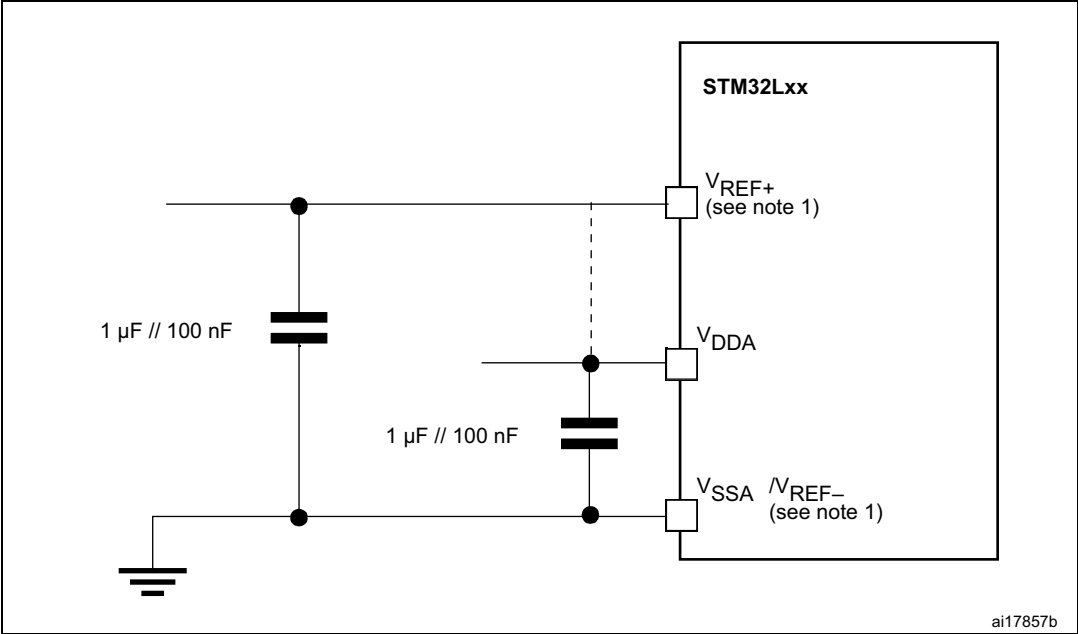 STM32Lxx
VREF+
(see note 1)
1 µF // 100 nF
VDDA
1 µF // 100 nF
VSSA /VREF–
(see note 1)
ai17857b